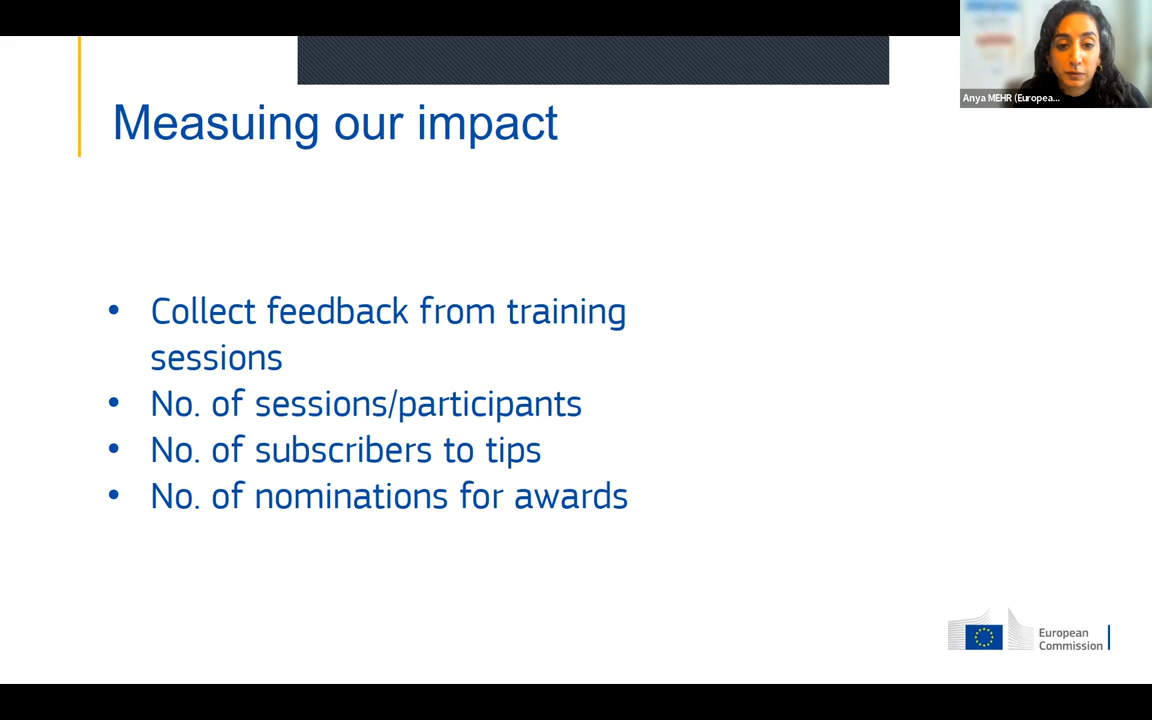 Anya MEHR (Europea...
Measuing our impact
• Collect feedback from training
sessions
• No. of sessions/participants
• No. of subscribers to tips
• No. of nominations for awards
European
Commission